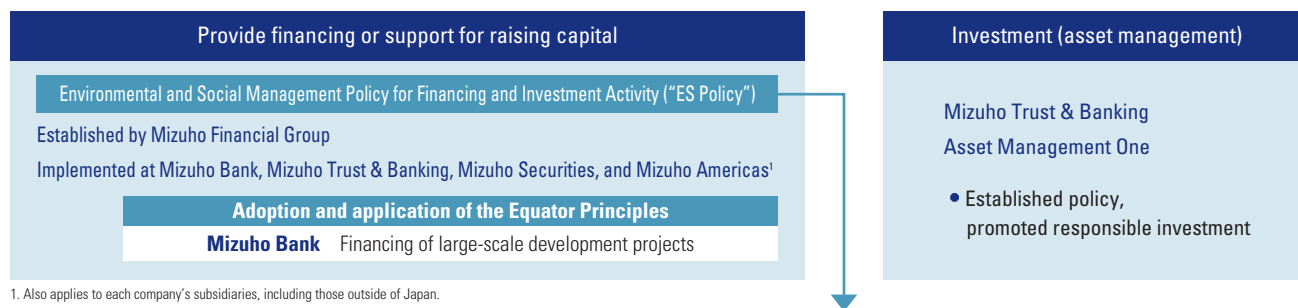 Provide financing or support for raising capital
Environmental and Social Management Policy for Financing and Investment Activity (“ES Policy”)
Established by Mizuho Financial Group
Implemented at Mizuho Bank, Mizuho Trust & Banking, Mizuho Securities, and Mizuho Americas¹
Adoption and application of the Equator Principles
Mizuho Bank Financing of large-scale development projects
1. Also applies to each company’s subsidiaries, including those outside of Japan.
Investment (asset management)
Mizuho Trust & Banking
Asset Management One
• Established policy,
promoted responsible investment